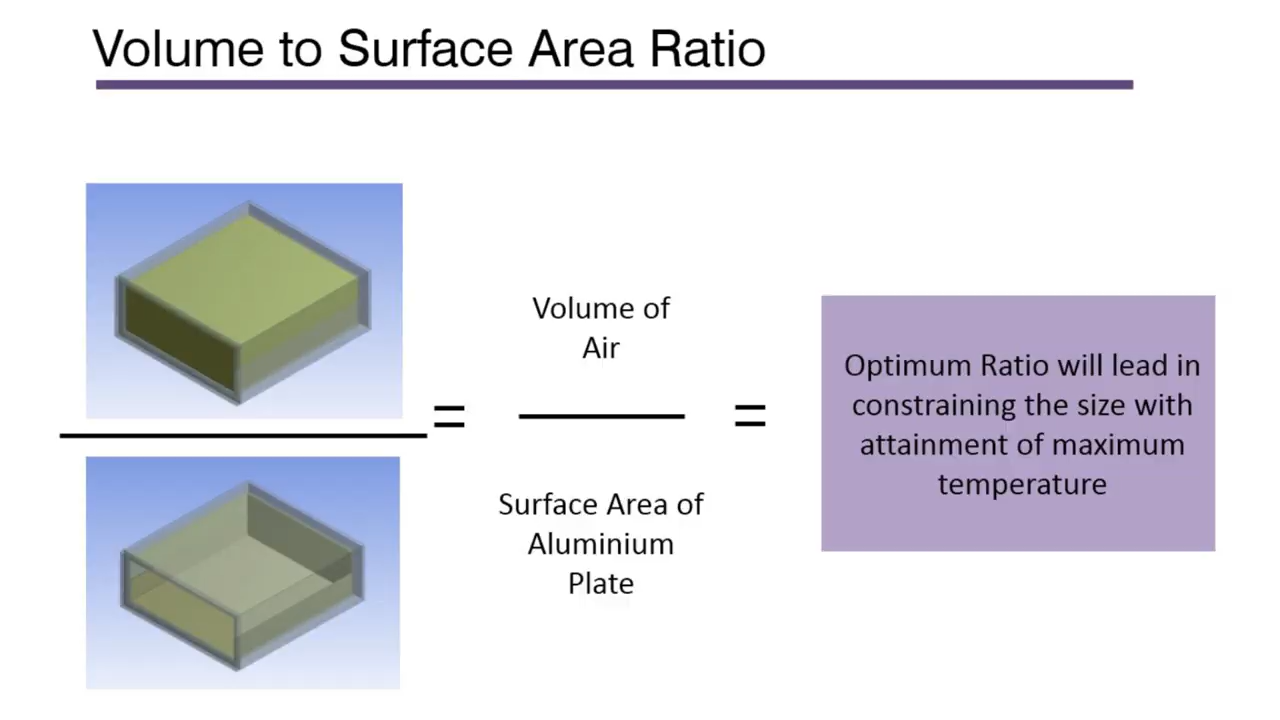 Volume to Surface Area Ratio
Volume of
Air
=
=
Surface Area of
Aluminium
Plate
Optimum Ratio will lead in
constraining the size with
attainment of maximum
temperature